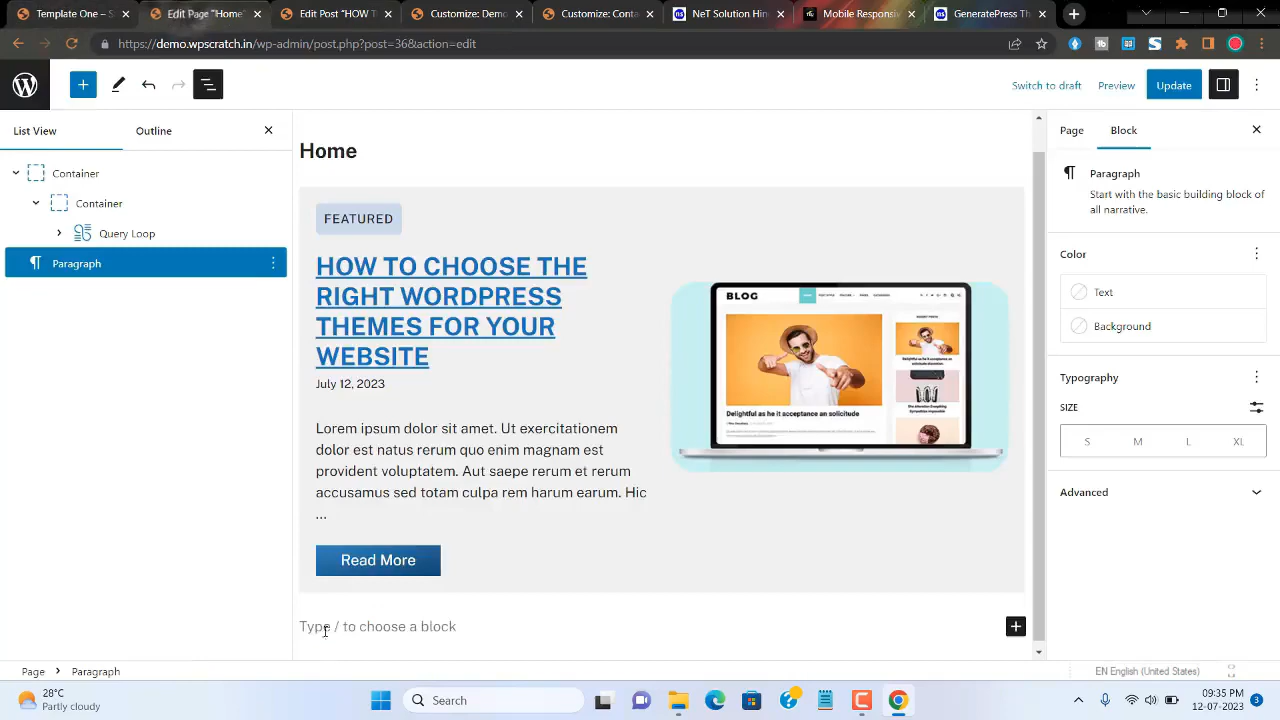 Edit Page "Home"
Edit Post "HOW T
Customize: Demo
Customize: Conta
NeT Solution Hin
Mobile Responsiv
GeneratePress Th
https://demo.wpscratch.in/wp-admin/post.php?post=36&action=edit
Switch to draft
Preview
Update
List View
Outline
Page
Block
Container
Container
Query Loop
Paragraph
Home
FEATURED
HOW TO CHOOSE THE
RIGHT WORDPRESS
THEMES FOR YOUR
WEBSITE
July 12, 2023
Lorem ipsum dolor sit amet. Ut exercitationem
dolor est natus rerum quo enim magnam est
provident voluptatem. Aut saepe rerum et rerum
accusamus sed totam culpa rem harum earum. Hic
...
Read More
BLOG
Delightful as he it acceptance an solicitude
Type / to choose a block
Paragraph
Start with the basic building block of
all narrative.
Color
Text
Background
Typography
SIZE
S M L XL
Advanced
Page
Paragraph
EN English (United States)
28°C
Partly cloudy
Search
09:35 PM
12-07-2023
3